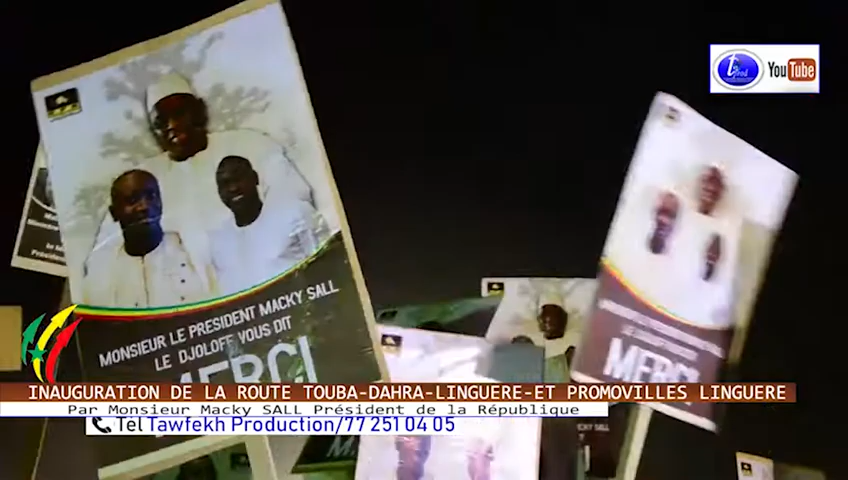 YouTube
MONSIEUR LE PRESIDENT MACKY SALL
LE DJOLOFF VOUS DIT
MERCI
MERCI
INAUGURATION DE LA ROUTE TOUBA-DAHRA-LINGUERE-ET PROMOVILLES LINGUERE
Par Monsieur Macky SALL Président de la République
Tél Tawfekh Production/77 251 04 05